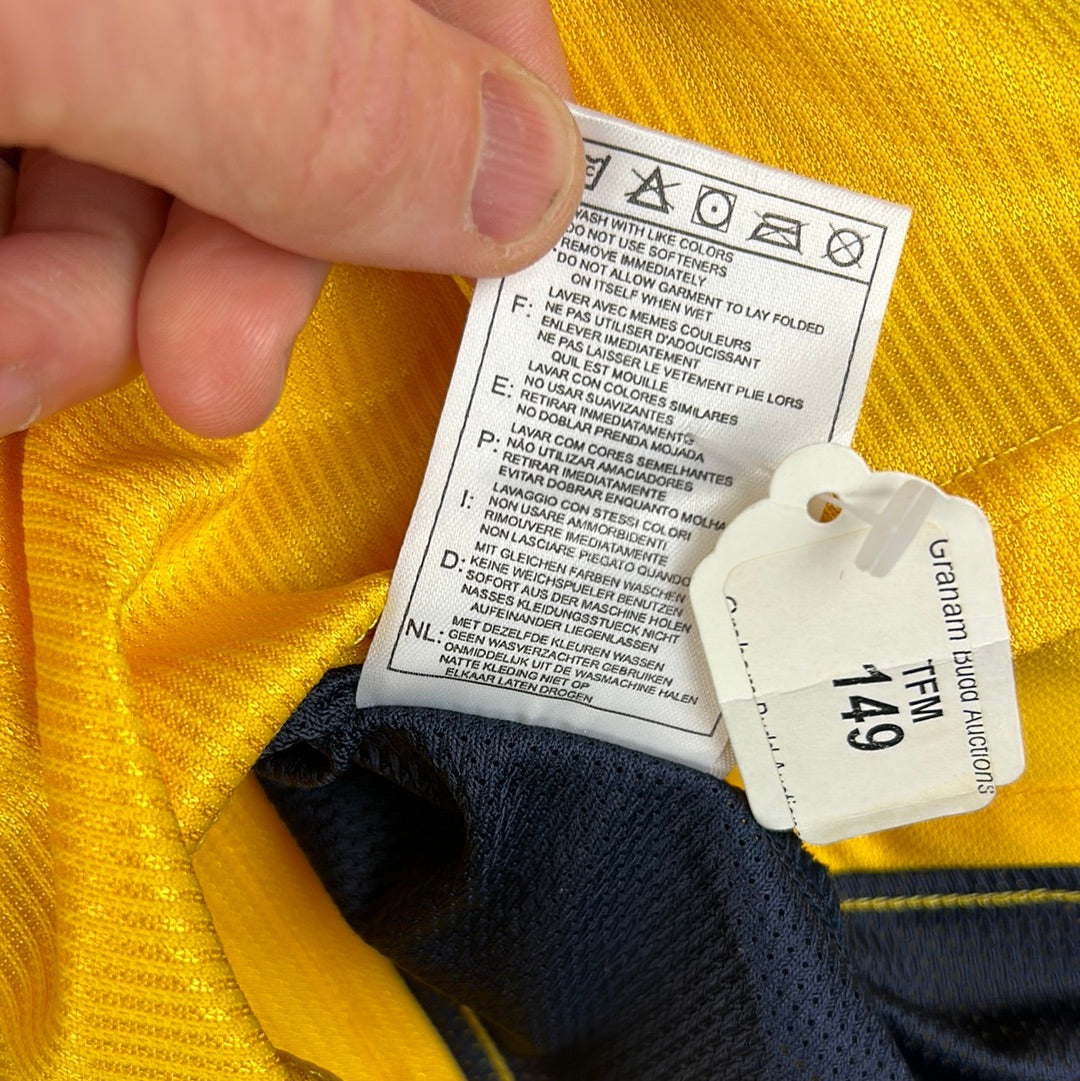 WASH WITH LIKE COLORS
DO NOT USE SOFTENERS
REMOVE IMMEDIATELY
DO NOT ALLOW GARMENT TO LAY FOLDED
ON ITSELF WHEN WET
F: LAVER AVEC MEMES COULEURS
NE PAS UTILISER D'ADOUCISSANT
ENLEVER IMEDIATEMENT
NE PAS LAISSER LE VETEMENT PLIE LORS
QUIL EST MOUILLE
E: LAVAR CON COLORES SIMILARES
NO USAR SUAVIZANTES
RETIRAR INMEDIATAMENTE
NO DOBLAR PRENDA MOJADA
P: LAVAR COM CORES SEMELHANTES
NÃO UTILIZAR AMACIADORES
RETIRAR IMEDIATAMENTE
EVITAR DOBRAR ENQUANTO MOLHA
I: LAVAGGIO CON STESSI COLORI
NON USARE AMMORBIDENTI
RIMOUVERE IMEDIATAMENTE
NON LASCIARE PIEGATO QUANDO
D: MIT GLEICHEN FARBEN WASCHEN
KEINE WEICHSPUELER BENUTZEN
SOFORT AUS DER MASCHINE HOLEN
NASSES KLEIDUNGSSTUECK NICHT
AUFEINANDER LIEGENLASSEN
NL: MET DEZELFDE KLEUREN WASSEN
GEEN WASVERZACHTER GEBRUIKEN
ONMIDDELIJK UIT DE WASMACHINE HALEN
NATTE KLEDING NIET OP
ELKAAR LATEN DROGEN
Graham Budd Auctions
TFM
149